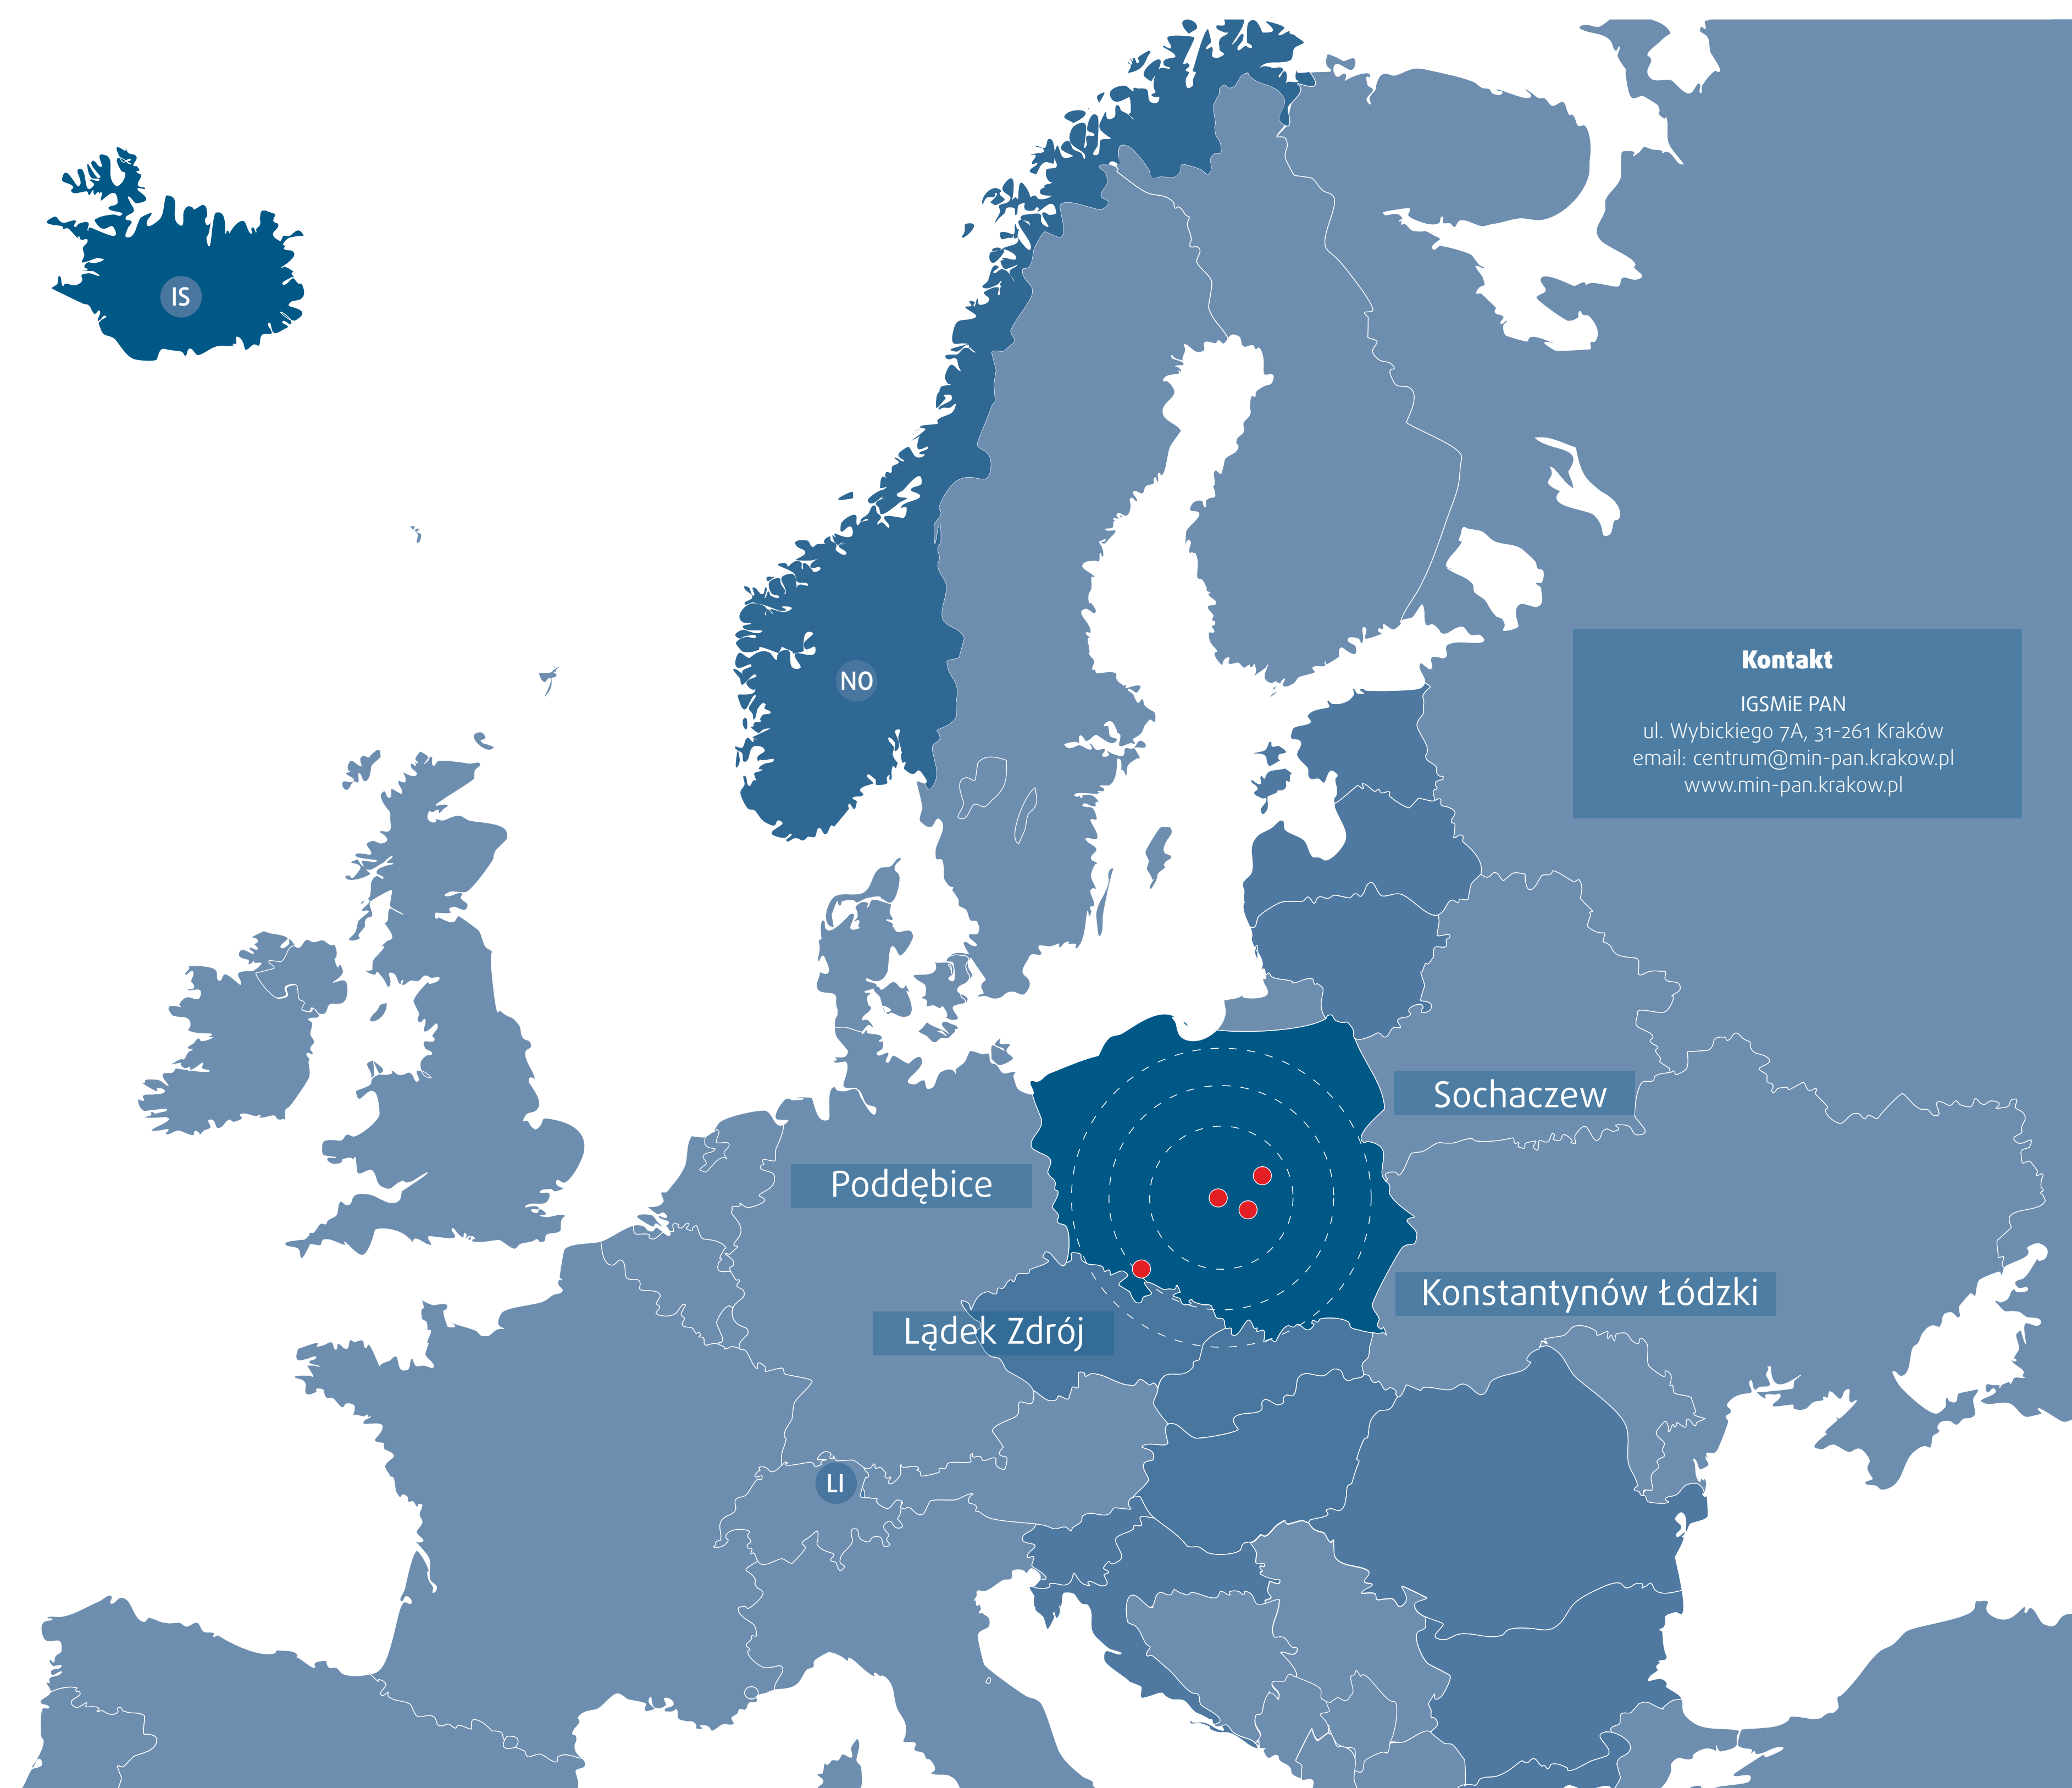 IS
NO
Kontakt
IGSMiE PAN
ul. Wybickiego 7A, 31-261 Kraków
email: centrum@min-pan.krakow.pl
www.min-pan.krakow.pl
Sochaczew
Poddębice
Konstantynów Łódzki
Lądek Zdrój
LI